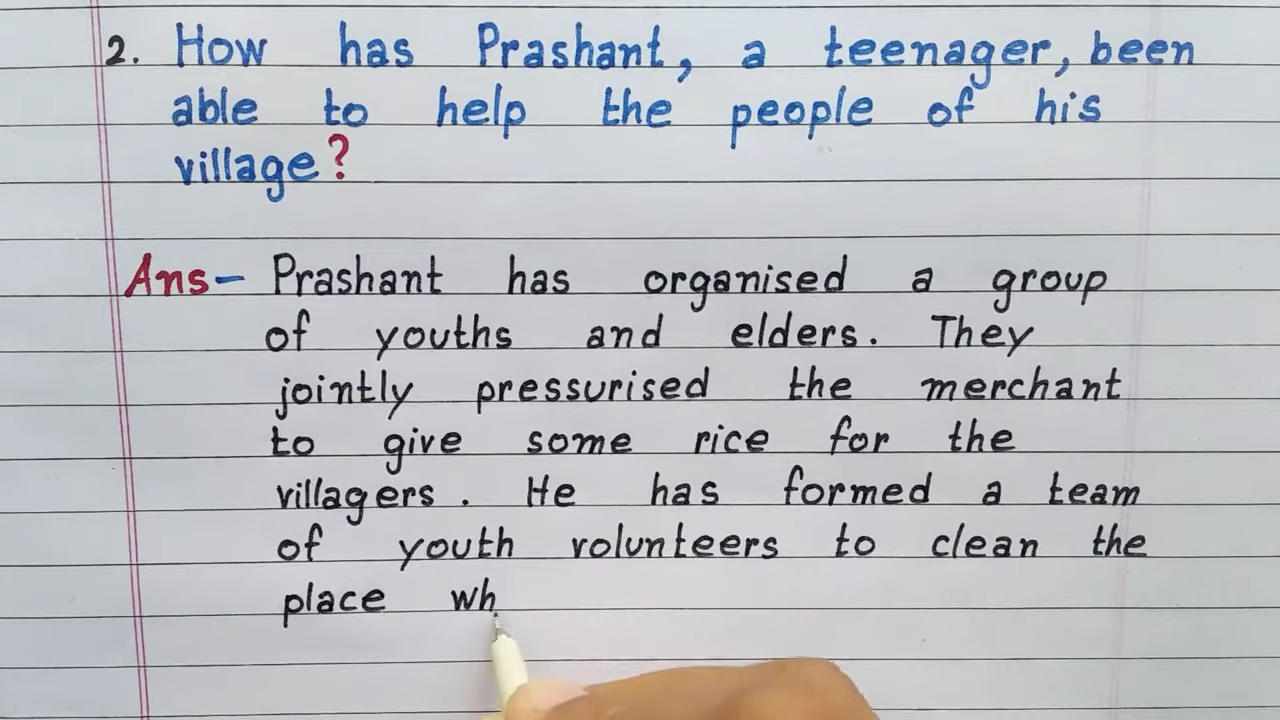 2. How has Prashant, a teenager, been
able to help the people of his
village?
Ans- Prashant has organised a group
of youths and elders. They
jointly pressurised the merchant
to give some rice for the
villagers. He has formed a team
of youth volunteers to clean the
place wh